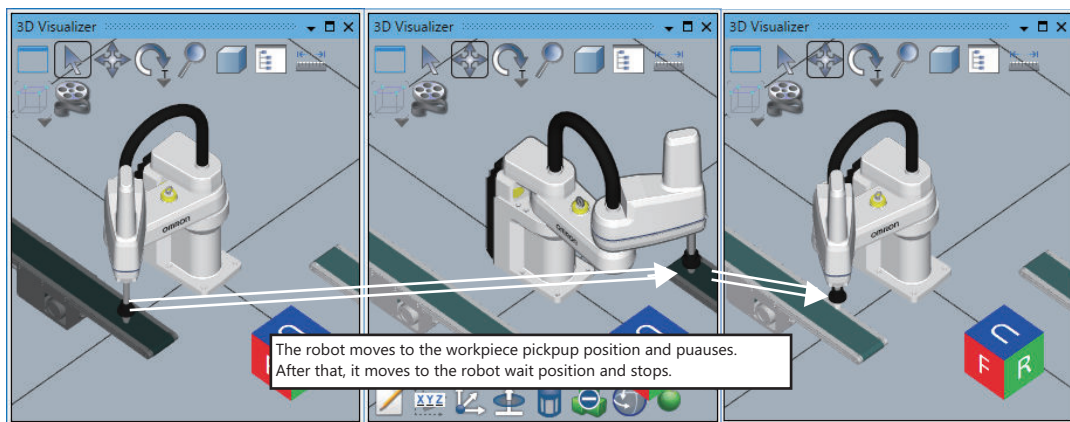 3D Visualizer
3D Visualizer
3D Visualizer
T
T
T
OMRON
OMRON
OMRON
U
F R
The robot moves to the workpiece pickpup position and puauses.
After that, it moves to the robot wait position and stops.
XYZ